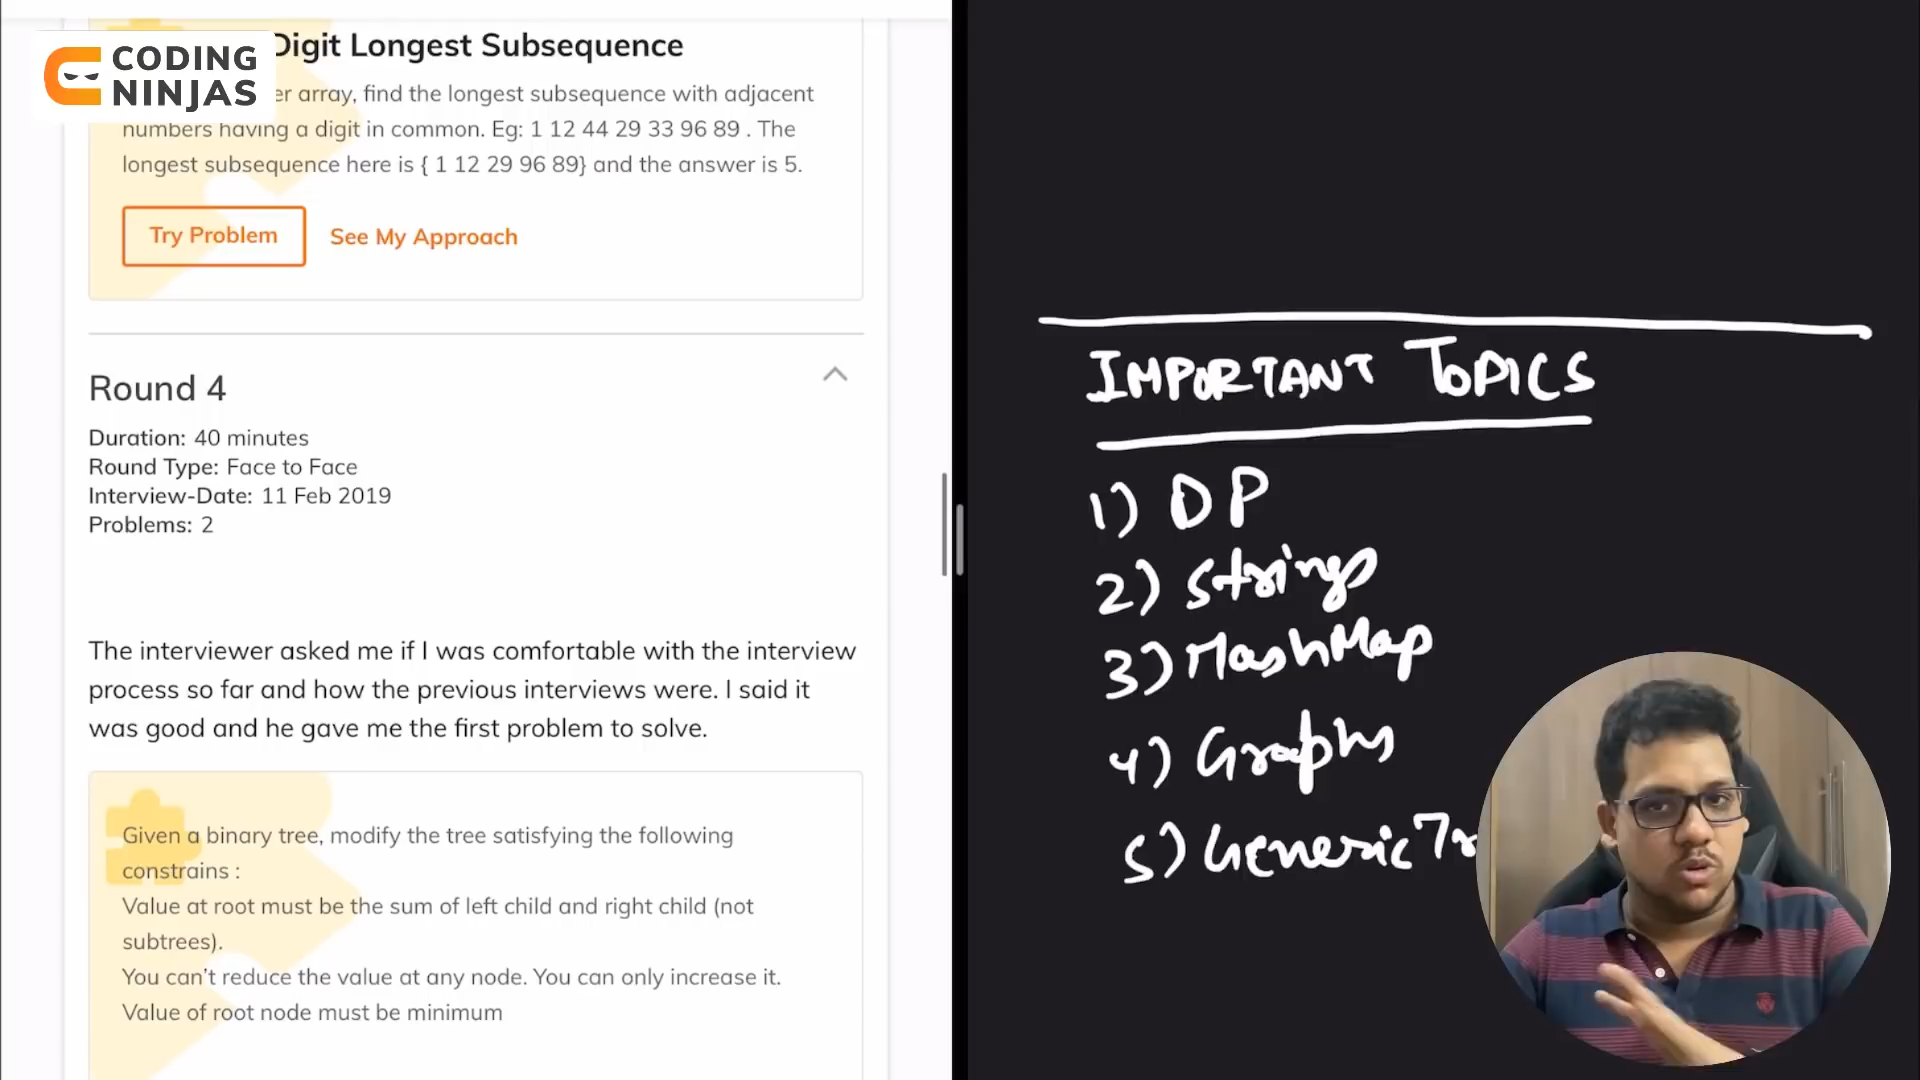 CODING
NINJAS
Digit Longest Subsequence
er array, find the longest subsequence with adjacent
numbers having a digit in common. Eg: 1 12 44 29 33 96 89 . The
longest subsequence here is { 1 12 29 96 89} and the answer is 5.
Try Problem
See My Approach
Round 4
Duration: 40 minutes
Round Type: Face to Face
Interview-Date: 11 Feb 2019
Problems: 2
The interviewer asked me if I was comfortable with the interview
process so far and how the previous interviews were. I said it
was good and he gave me the first problem to solve.
Given a binary tree, modify the tree satisfying the following
constrains :
Value at root must be the sum of left child and right child (not
subtrees).
You can't reduce the value at any node. You can only increase it.
Value of root node must be minimum
IMPORTANT TOPICS
1) DP
2) Strings
3) HashMap
4) Graphs
5) Generic Tr